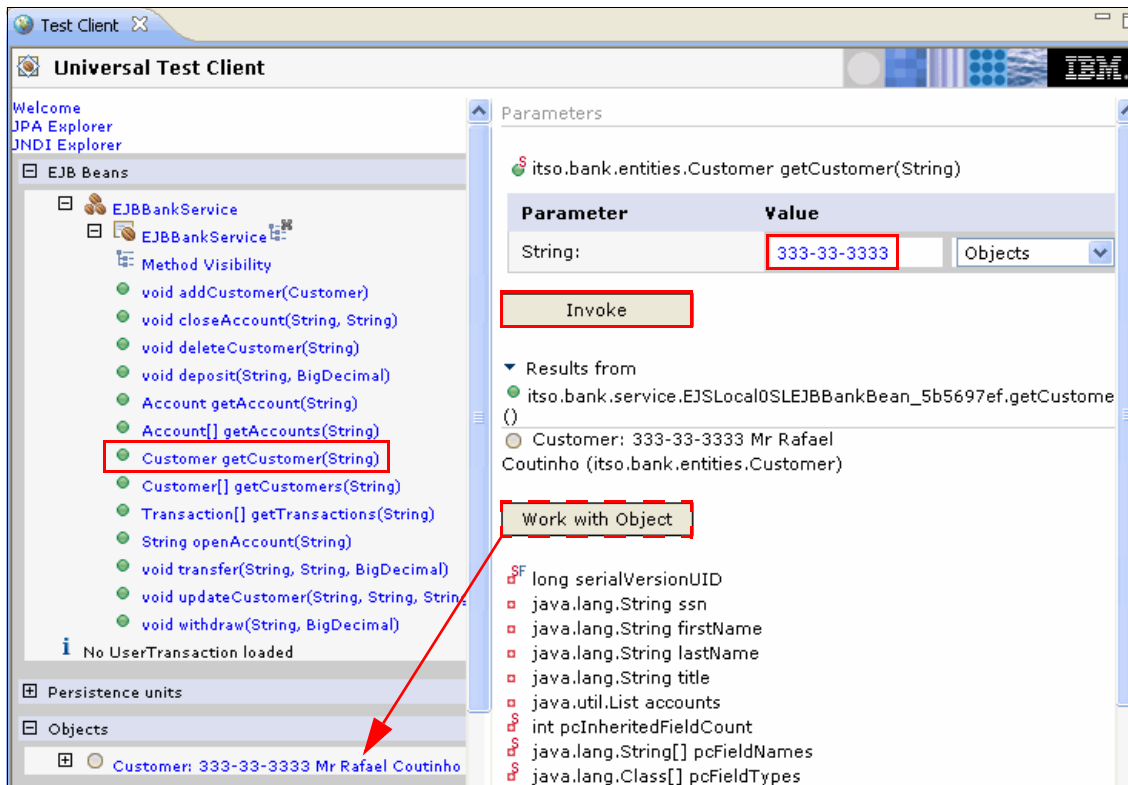 Test Client
Universal Test Client
IBM.
Welcome
JPA Explorer
JNDI Explorer
EJB Beans
EJBBankService
EJBBankService
Method Visibility
void addCustomer(Customer)
void closeAccount(String, String)
void deleteCustomer(String)
void deposit(String, BigDecimal)
Account getAccount(String)
Account[] getAccounts(String)
Customer getCustomer(String)
Customer[] getCustomers(String)
Transaction[] getTransactions(String)
String openAccount(String)
void transfer(String, String, BigDecimal)
void updateCustomer(String, String, String
void withdraw(String, BigDecimal)
No UserTransaction loaded
Persistence units
Objects
Customer: 333-33-3333 Mr Rafael Coutinho
Parameters
itso.bank.entities.Customer getCustomer(String)
Parameter Value
String: 333-33-3333 Objects
Invoke
Results from
itso.bank.service.EJSLocal0SLEJBBankBean_5b5697ef.getCustome
()
Customer: 333-33-3333 Mr Rafael
Coutinho (itso.bank.entities.Customer)
Work with Object
SF long serialVersionUID
java.lang.String ssn
java.lang.String firstName
java.lang.String lastName
java.lang.String title
java.util.List accounts
S int pcInheritedFieldCount
S java.lang.String[] pcFieldNames
S java.lang.Class[] pcFieldTypes